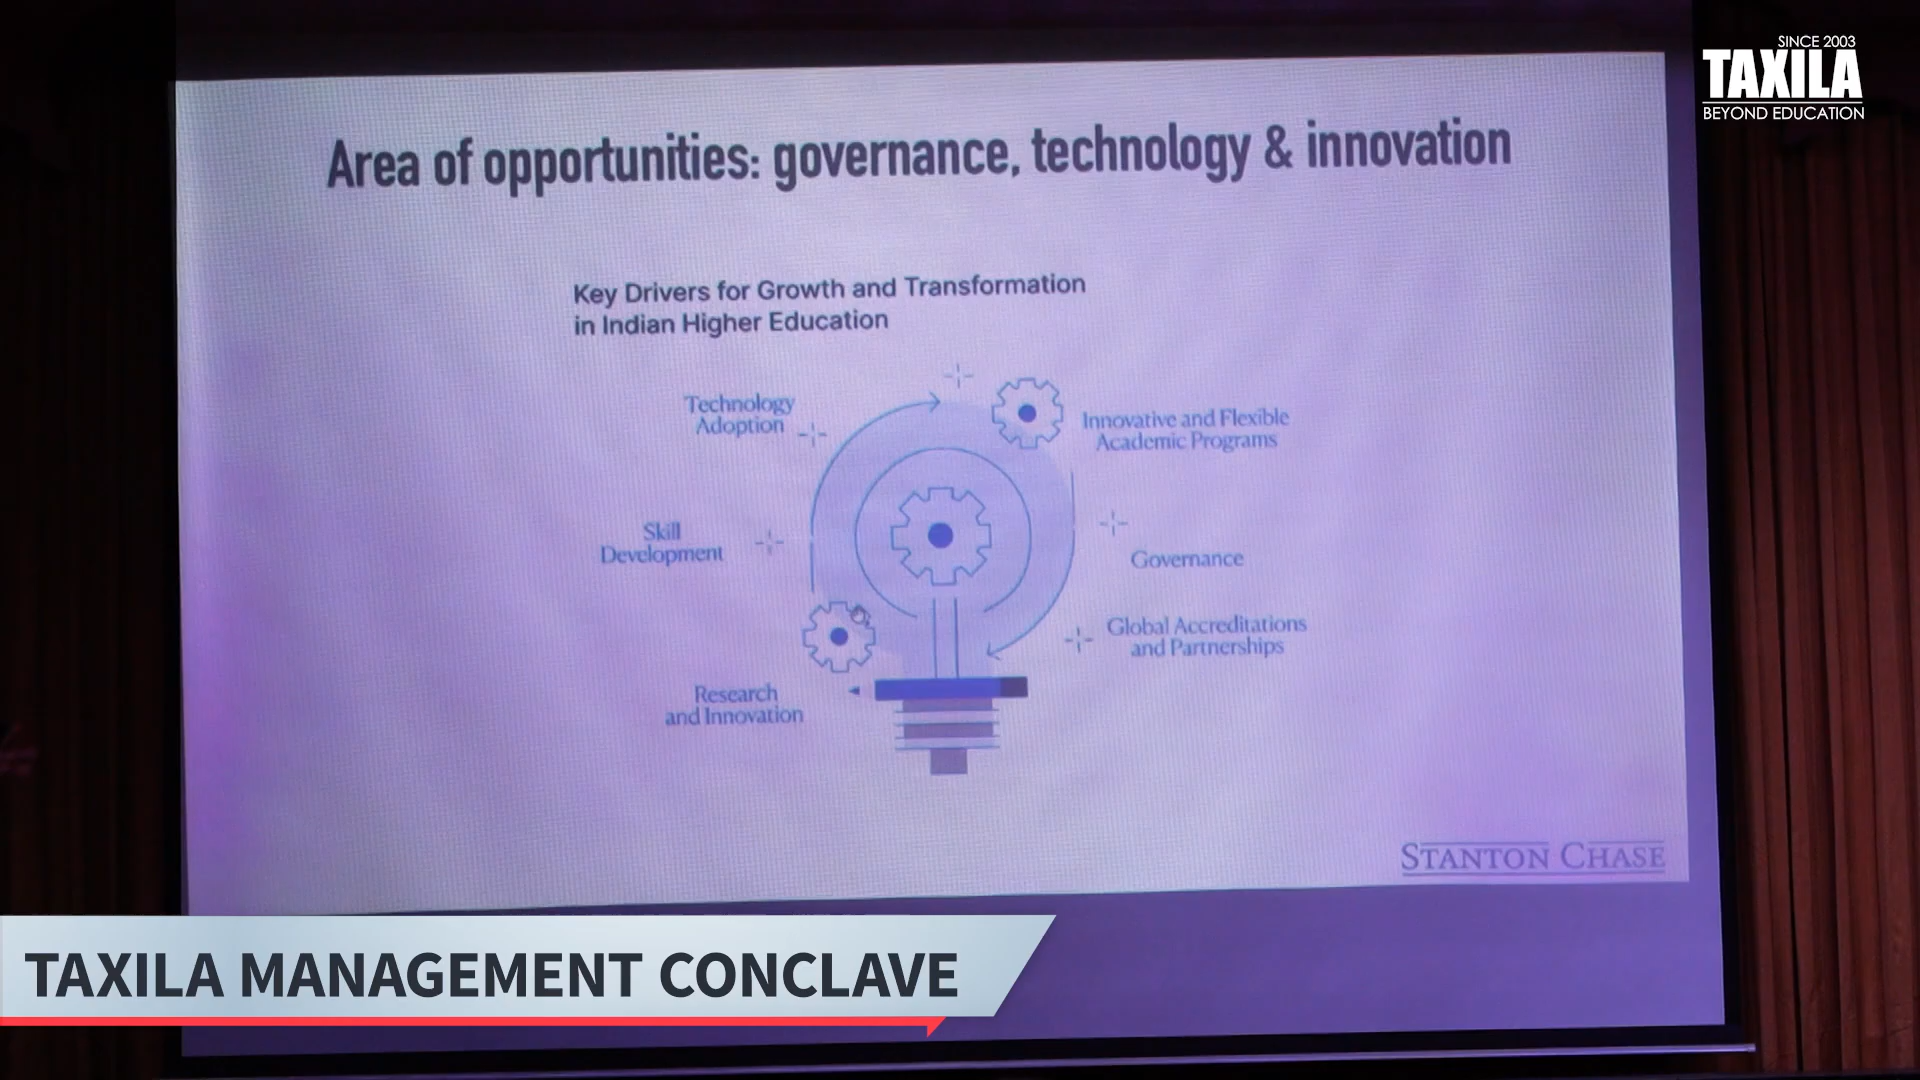 SINCE 2003
TAXILA
BEYOND EDUCATION
Area of opportunities: governance, technology & innovation
Key Drivers for Growth and Transformation
in Indian Higher Education
Technology
Adoption
Innovative and Flexible
Academic Programs
Skill
Development
Governance
Global Accreditations
and Partnerships
Research
and Innovation
STANTON CHASE
TAXILA MANAGEMENT CONCLAVE